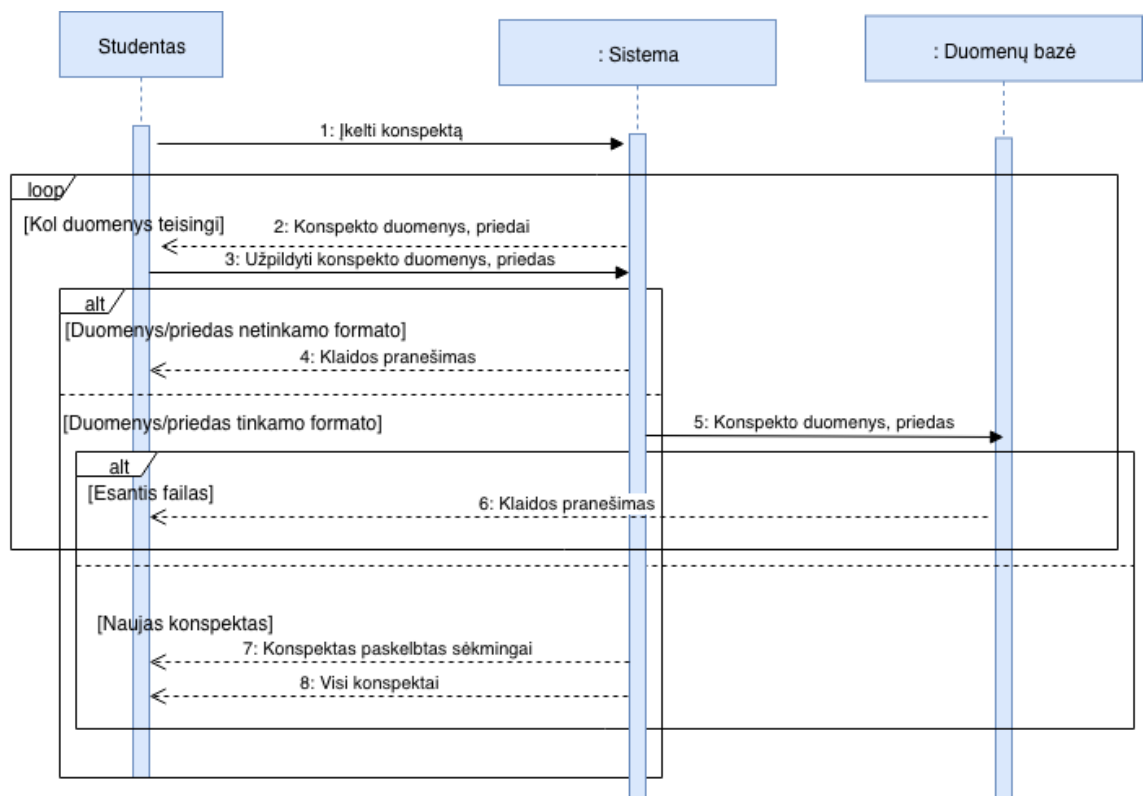 Studentas
: Sistema
: Duomenų bazė
1: Įkelti konspektą
loop
[Kol duomenys teisingi]
2: Konspekto duomenys, priedai
3: Užpildyti konspekto duomenys, priedas
alt
[Duomenys/priedas netinkamo formato]
4: Klaidos pranešimas
[Duomenys/priedas tinkamo formato]
5: Konspekto duomenys, priedas
alt
[Esantis failas]
6: Klaidos pranešimas
[Naujas konspektas]
7: Konspektas paskelbtas sėkmingai
8: Visi konspektai